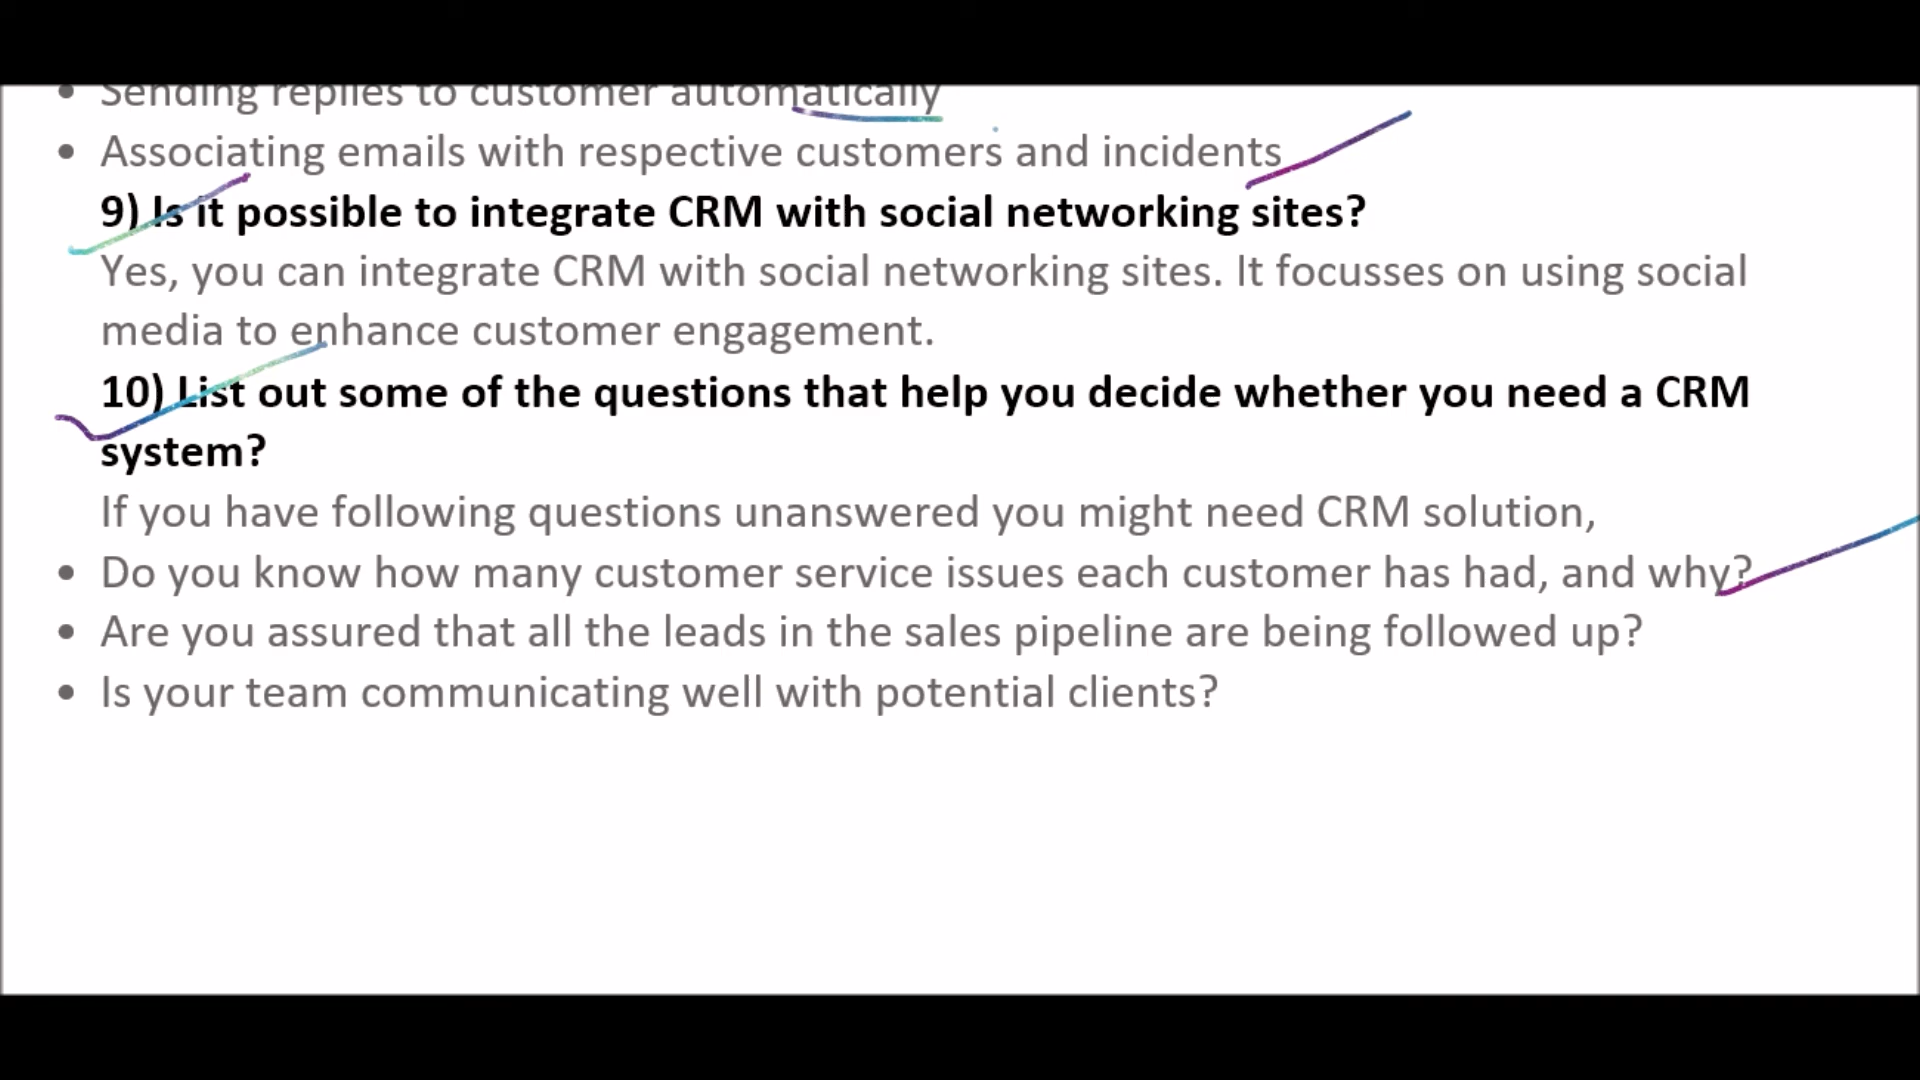 • Sending replies to customer automatically
• Associating emails with respective customers and incidents
9) Is it possible to integrate CRM with social networking sites?
Yes, you can integrate CRM with social networking sites. It focusses on using social
media to enhance customer engagement.
10) List out some of the questions that help you decide whether you need a CRM
system?
If you have following questions unanswered you might need CRM solution,
• Do you know how many customer service issues each customer has had, and why?
• Are you assured that all the leads in the sales pipeline are being followed up?
• Is your team communicating well with potential clients?